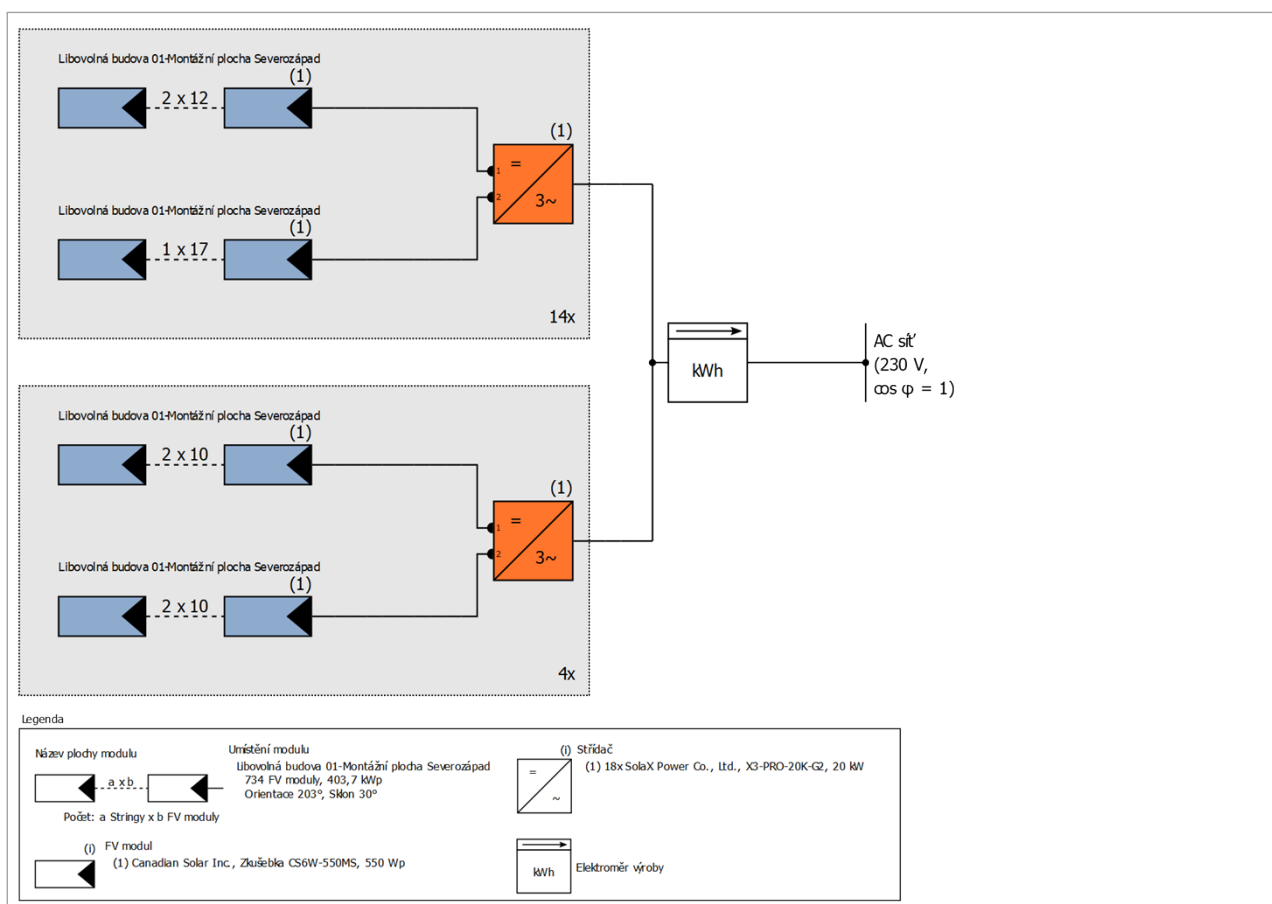 Libovolná budova 01-Montážní plocha Severozápad
(1)
2 x 12
(1)
=
1
2
3~
Libovolná budova 01-Montážní plocha Severozápad
(1)
1 x 17
14x
kWh
AC síť
(230 V,
cos φ = 1)
Libovolná budova 01-Montážní plocha Severozápad
(1)
2 x 10
(1)
=
1
2
3~
Libovolná budova 01-Montážní plocha Severozápad
(1)
2 x 10
4x
Legenda
Název plochy modulu
a x b
Počet: a Stringy x b FV moduly
Umístění modulu
Libovolná budova 01-Montážní plocha Severozápad
734 FV moduly, 403,7 kWp
Orientace 203°, Sklon 30°
(i) FV modul
(1) Canadian Solar Inc., Zkušebka CS6W-550MS, 550 Wp
(i) Střídač
=
~
(1) 18x SolaX Power Co., Ltd., X3-PRO-20K-G2, 20 kW
kWh
Elektroměr výroby